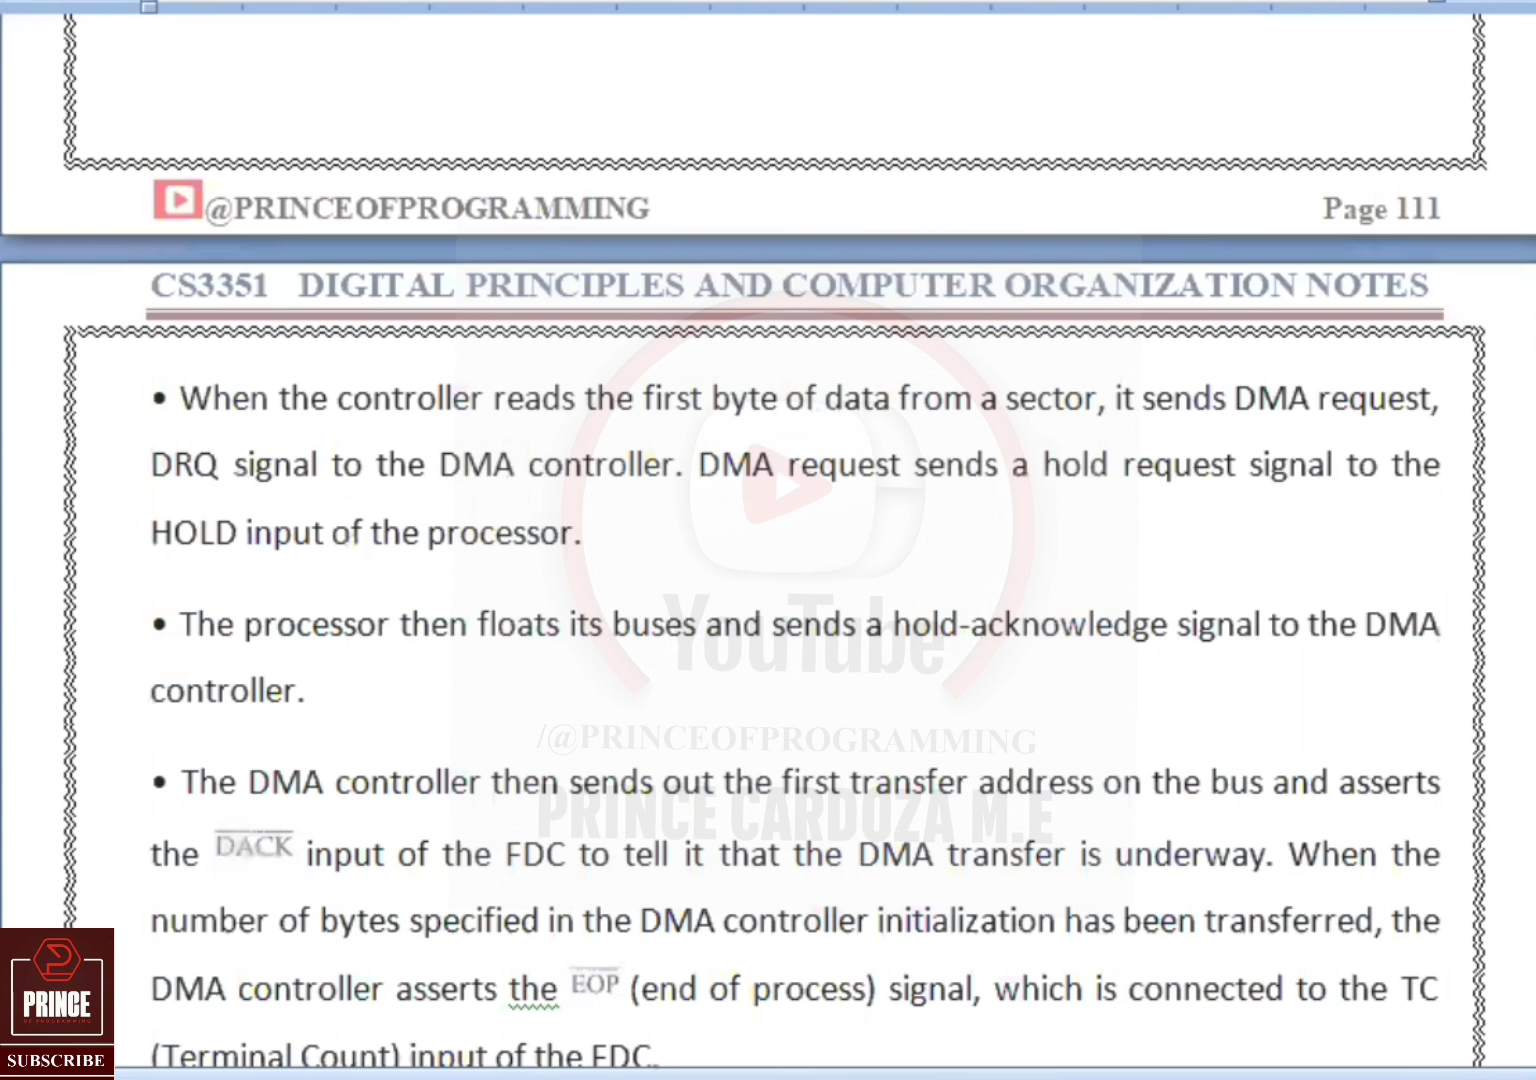 @PRINCEOFPROGRAMMING
Page 111
CS3351 DIGITAL PRINCIPLES AND COMPUTER ORGANIZATION NOTES
• When the controller reads the first byte of data from a sector, it sends DMA request,
DRQ signal to the DMA controller. DMA request sends a hold request signal to the
HOLD input of the processor.
• The processor then floats its buses and sends a hold-acknowledge signal to the DMA
controller.
YouTube
/@PRINCEOFPROGRAMMING
• The DMA controller then sends out the first transfer address on the bus and asserts
PRINCE CARDOZA M.E
the DACK input of the FDC to tell it that the DMA transfer is underway. When the
number of bytes specified in the DMA controller initialization has been transferred, the
DMA controller asserts the EOP (end of process) signal, which is connected to the TC
(Terminal Count) input of the FDC.
PRINCE
OF PROGRAMMING
SUBSCRIBE